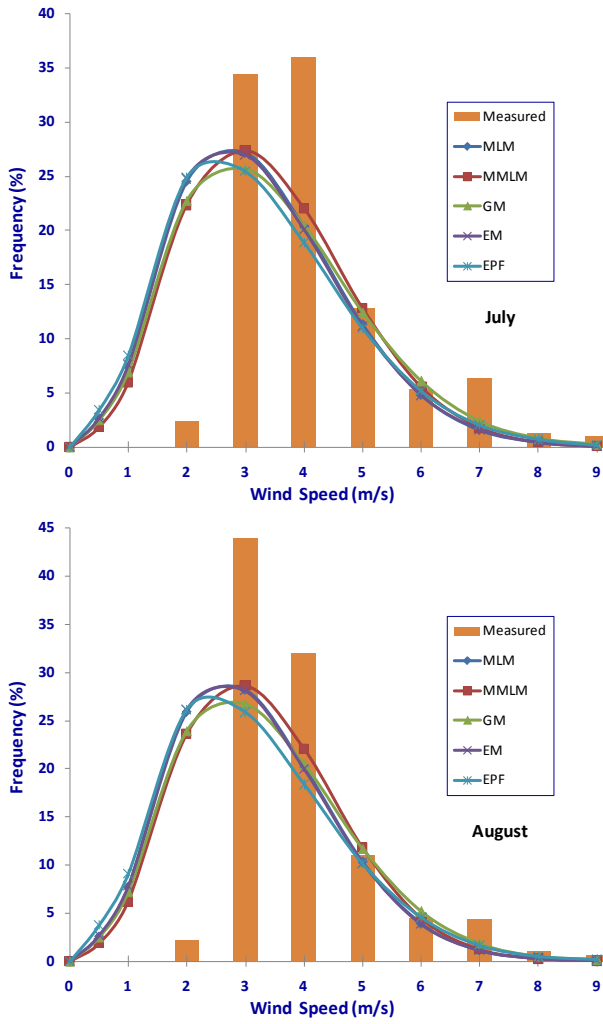 40
35
30
25
20
15
10
5
0
Frequency (%)
Measured
MLM
MMLM
GM
EM
EPF
July
0 1 2 3 4 5 6 7 8 9
Wind Speed (m/s)
45
40
35
30
25
20
15
10
5
0
Frequency (%)
Measured
MLM
MMLM
GM
EM
EPF
August
0 1 2 3 4 5 6 7 8 9
Wind Speed (m/s)